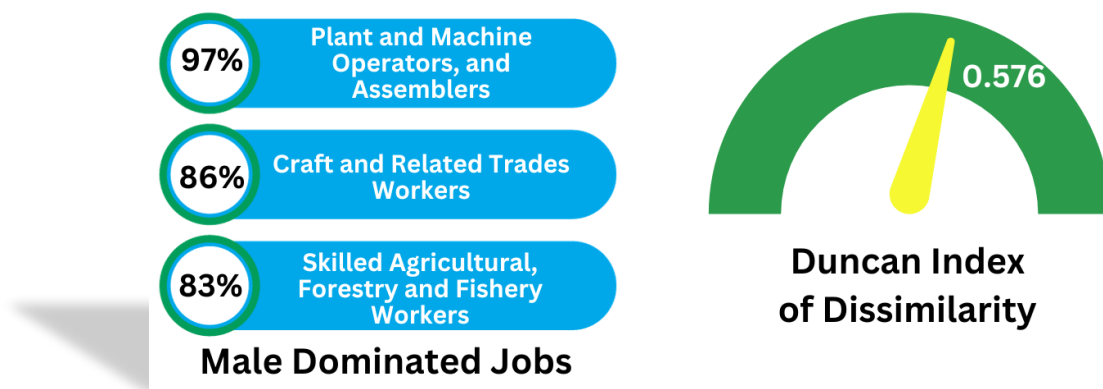 97%
Plant and Machine
Operators, and
Assemblers
86%
Craft and Related Trades
Workers
83%
Skilled Agricultural,
Forestry and Fishery
Workers
Male Dominated Jobs
0.576
Duncan Index
of Dissimilarity